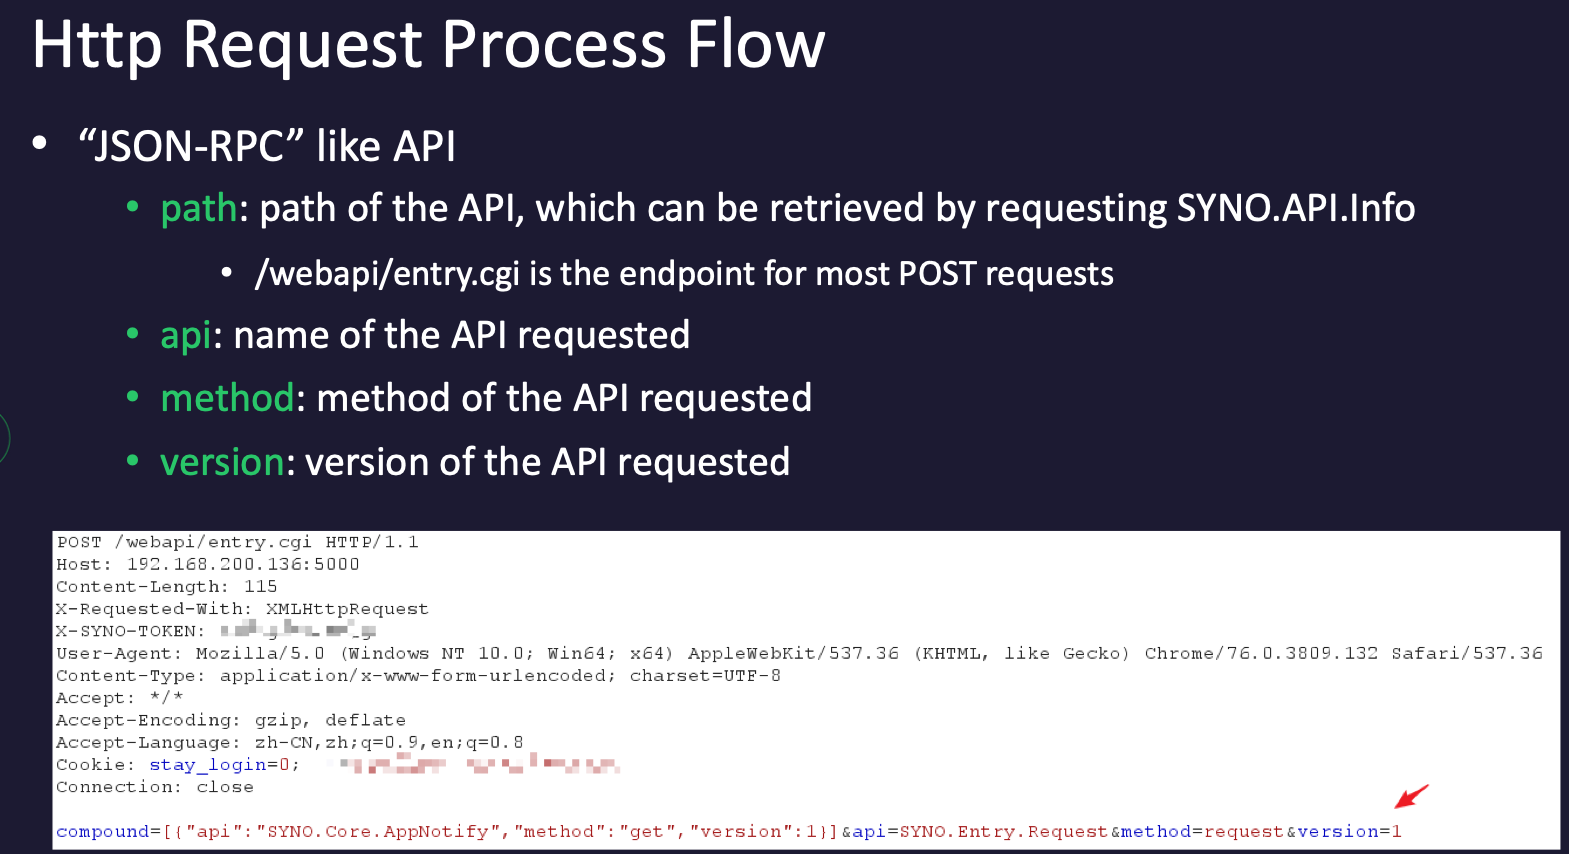 Http Request Process Flow
• “JSON-RPC” like API
• path: path of the API, which can be retrieved by requesting SYNO.API.Info
• /webapi/entry.cgi is the endpoint for most POST requests
• api: name of the API requested
• method: method of the API requested
• version: version of the API requested
POST /webapi/entry.cgi HTTP/1.1
Host: 192.168.200.136:5000
Content-Length: 115
X-Requested-With: XMLHttpRequest
X-SYNO-TOKEN:
User-Agent: Mozilla/5.0 (Windows NT 10.0; Win64; x64) AppleWebKit/537.36 (KHTML, like Gecko) Chrome/76.0.3809.132 Safari/537.36
Content-Type: application/x-www-form-urlencoded; charset=UTF-8
Accept: */*
Accept-Encoding: gzip, deflate
Accept-Language: zh-CN,zh;q=0.9,en;q=0.8
Cookie: stay_login=0;
Connection: close
compound=[{"api":"SYNO.Core.AppNotify","method":"get","version":1}]&api=SYNO.Entry.Request&method=request&version=1